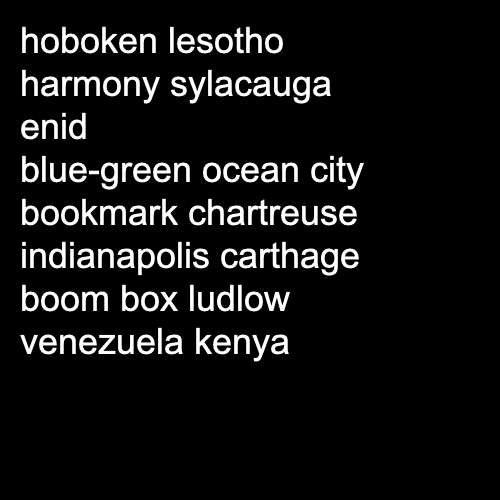 hoboken lesotho
harmony sylacauga
enid
blue-green ocean city
bookmark chartreuse
indianapolis carthage
boom box ludlow
venezuela kenya